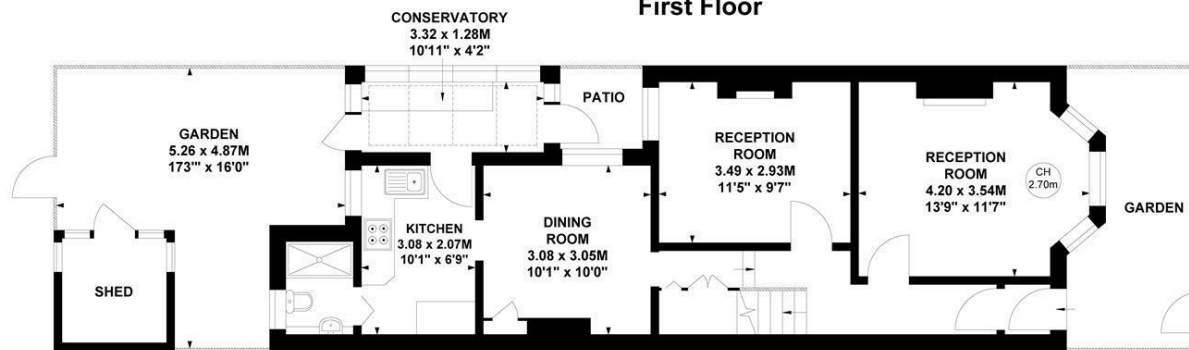 First Floor
CONSERVATORY
3.32 x 1.28M
10'11" x 4'2"
PATIO
GARDEN
5.26 x 4.87M
173'" x 16'0"
RECEPTION
ROOM
3.49 x 2.93M
11'5" x 9'7"
RECEPTION
ROOM
4.20 x 3.54M
13'9" x 11'7"
CH
2.70m
GARDEN
KITCHEN
3.08 x 2.07M
10'1" x 6'9"
DINING
ROOM
3.08 x 3.05M
10'1" x 10'0"
SHED